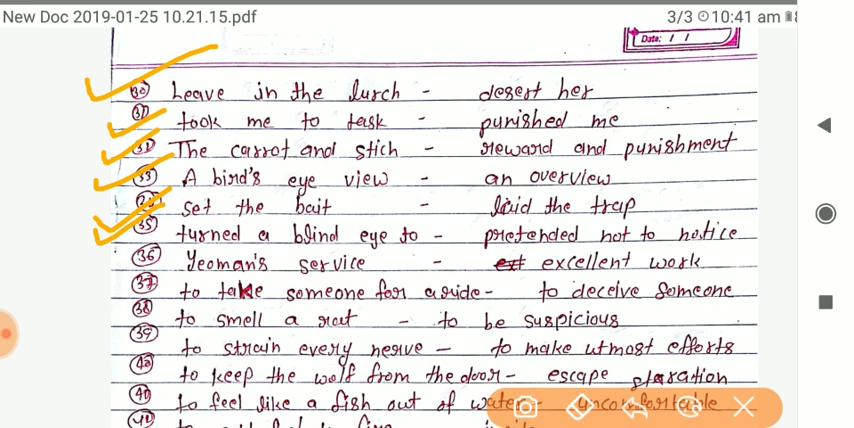 New Doc 2019-01-25 10.21.15.pdf 3/3 10:41 am
Date: / /
30 Leave in the lurch - desert her
31 took me to task - punished me
The carrot and stich - reward and punishment
33 A bird's eye view - an overview
set the bait - laid the trap
35 turned a blind eye to - pretended not to notice
36 Yeoman's service - excellent work
37 to take someone for a ride - to deceive someone
38 to smell a rat - to be suspicious
39 to strain every nerve - to make utmost efforts
40 to keep the wolf from the door - escape staration
to feel like a fish out of water - uncomfortable